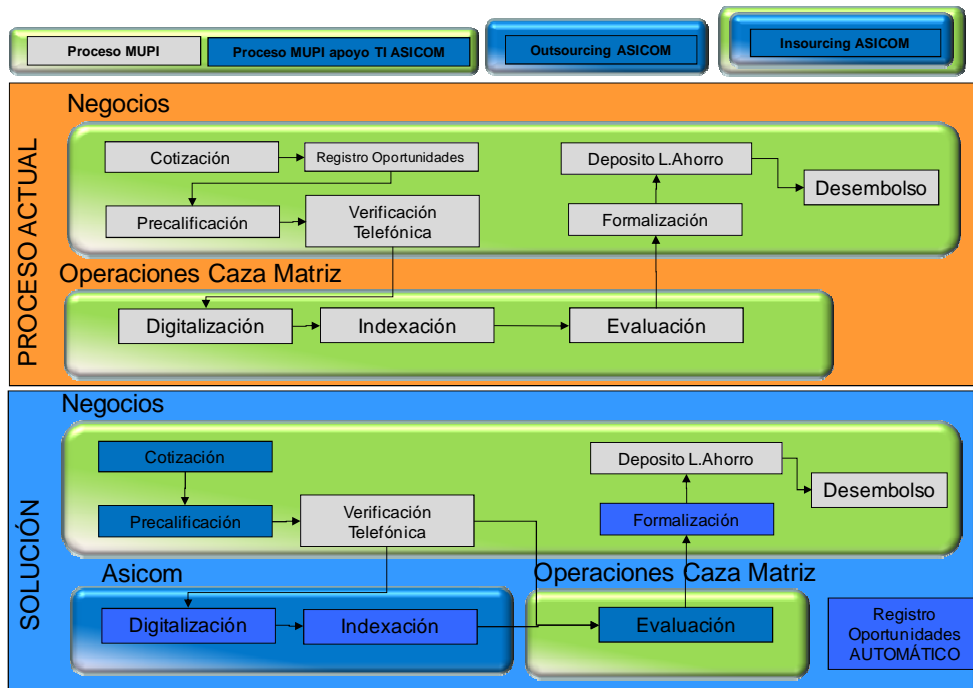 Proceso MUPI
Proceso MUPI apoyo TI ASICOM
Outsourcing ASICOM
Insourcing ASICOM
PROCESO ACTUAL
Negocios
Cotización
Registro Oportunidades
Deposito L.Ahorro
Desembolso
Precalificación
Verificación
Telefónica
Formalización
Operaciones Caza Matriz
Digitalización
Indexación
Evaluación
SOLUCIÓN
Negocios
Cotización
Deposito L.Ahorro
Desembolso
Precalificación
Verificación
Telefónica
Formalización
Asicom
Operaciones Caza Matriz
Digitalización
Indexación
Evaluación
Registro
Oportunidades
AUTOMÁTICO